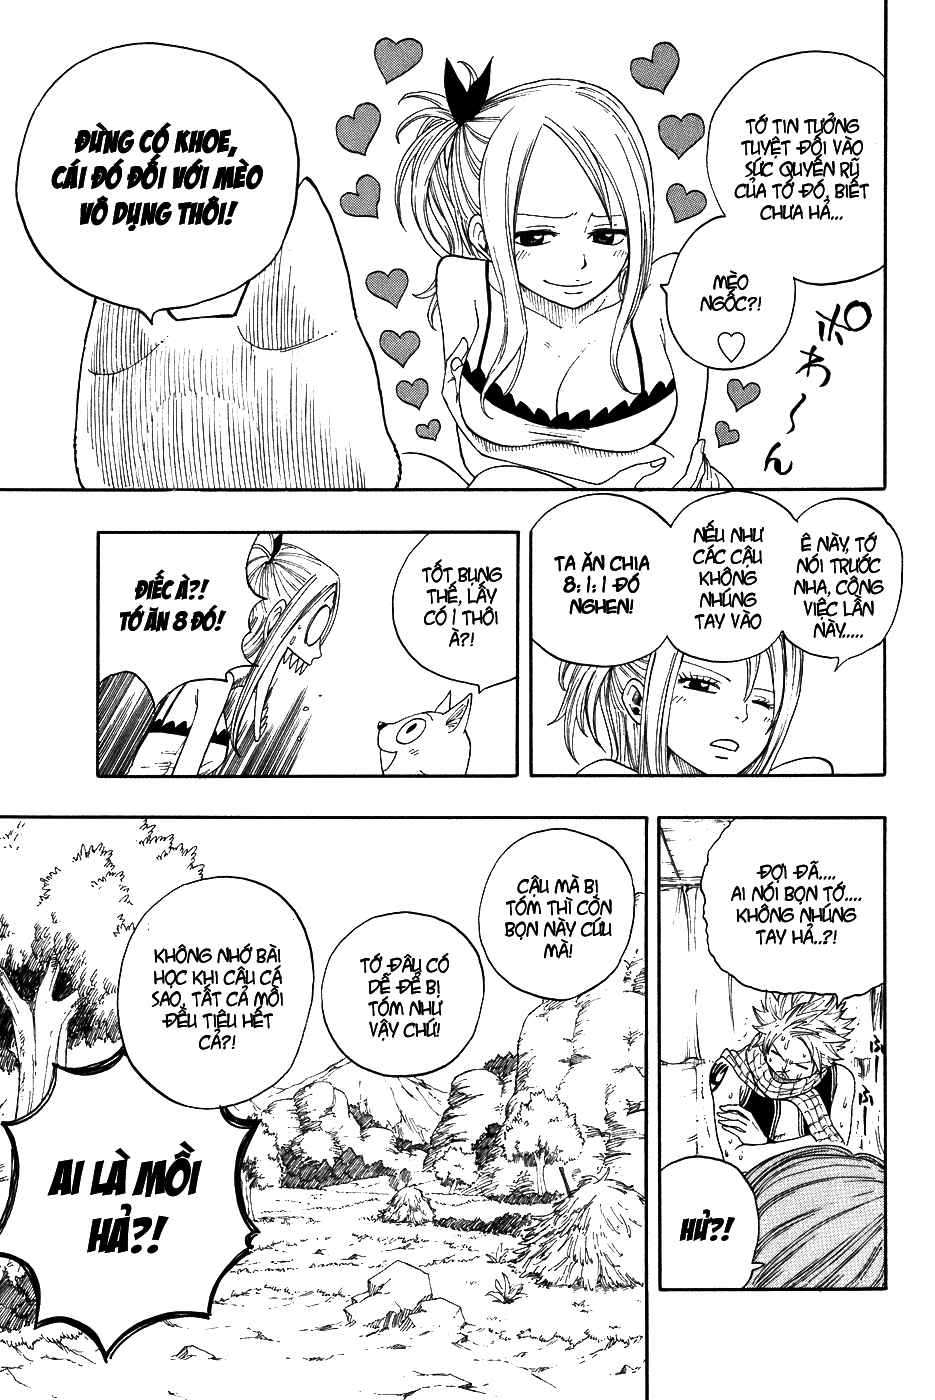 TỚ TIN TƯỞNG
TUYỆT ĐỐI VÀO
SỨC QUYẾN RŨ
CỦA TỚ ĐÓ, BIẾT
CHƯA HẢ...
MÈO
NGỐC?!
ポわ〜ん
ĐỪNG CÓ KHOE,
CÁI ĐÓ ĐỐI VỚI MÈO
VÔ DỤNG THÔI!
Ê NÀY, TỚ
NÓI TRƯỚC
NHA, CÔNG
VIỆC LẦN
NÀY.....
NẾU NHƯ
CÁC CẬU
KHÔNG
NHÚNG
TAY VÀO
TA ĂN CHIA
8:1:1 ĐÓ
NGHEN!
TỐT BỤNG
THẾ, LẤY
CÓ 1 THÔI
À?!
ĐIẾC À?!
TỚ ĂN 8 ĐÓ!
ĐỢI ĐÃ....
AI NÓI BỌN TỚ....
KHÔNG NHÚNG
TAY HẢ..?!
HỬ?!
CẬU MÀ BỊ
TÓM THÌ CÒN
BỌN NÀY CỨU
MÀ!
TỚ ĐÂU CÓ
DỄ ĐỂ BỊ
TÓM NHƯ
VẬY CHỨ!
KHÔNG NHỚ BÀI
HỌC KHI CÂU CÁ
SAO, TẤT CẢ MỒI
ĐỀU TIÊU HẾT
CẢ?!
AI LÀ MỒI
HẢ?!